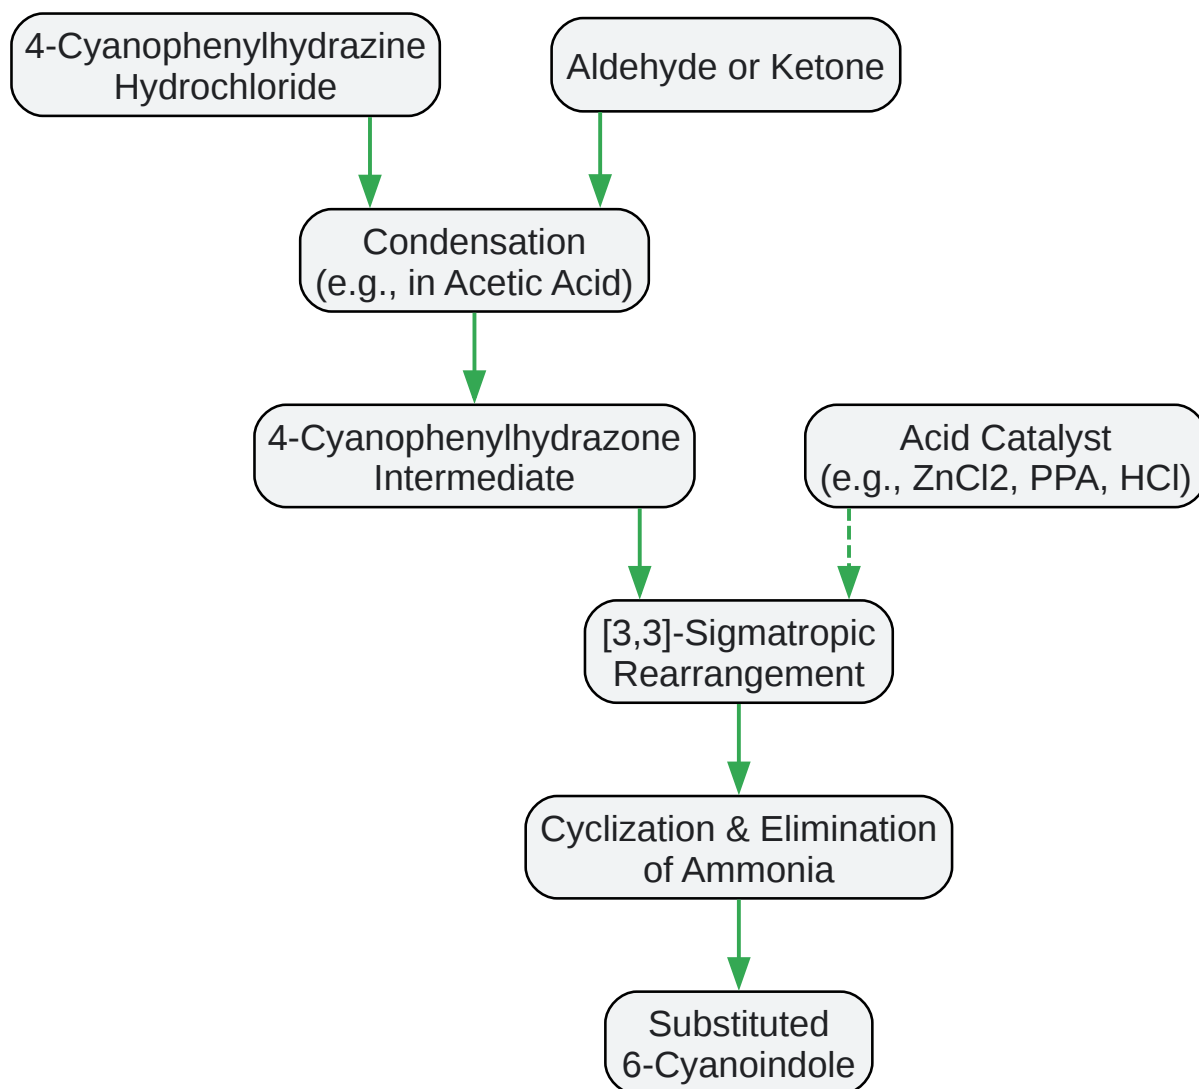 4-Cyanophenylhydrazine
Hydrochloride
Aldehyde or Ketone
Condensation
(e.g., in Acetic Acid)
4-Cyanophenylhydrazone
Intermediate
Acid Catalyst
(e.g., ZnCl2, PPA, HCl)
[3,3]-Sigmatropic
Rearrangement
Cyclization & Elimination
of Ammonia
Substituted
6-Cyanoindole